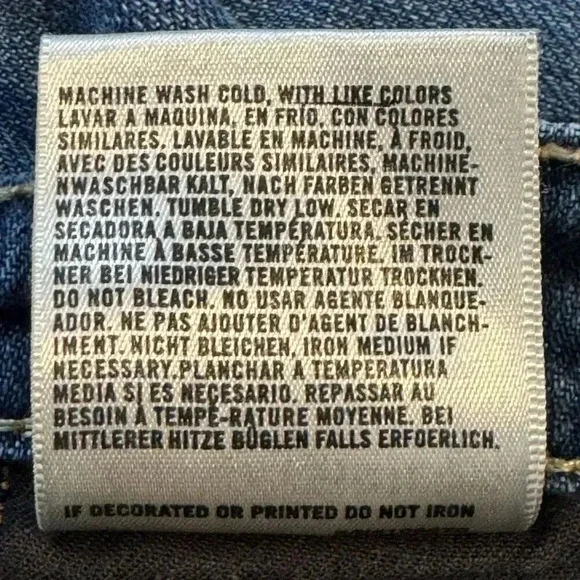 MACHINE WASH COLD, WITH LIKE COLORS
LAVAR A MAQUINA, EN FRIO, CON COLORES
SIMILARES. LAVABLE EN MACHINE, À FROID,
AVEC DES COULEURS SIMILAIRES, MACHINE-
NWASCHBAR KALT, NACH FARBEN GETRENNT
WASCHEN. TUMBLE DRY LOW. SECAR EN
SECADORA A BAJA TEMPERATURA. SÉCHER EN
MACHINE À BASSE TEMPÉRATURE. IM TROCK-
NER BEI NIEDRIGER TEMPERATUR TROCKNEN.
DO NOT BLEACH. NO USAR AGENTE BLANQUE-
ADOR. NE PAS AJOUTER D'AGENT DE BLANCH-
IMENT. NICHT BLEICHEN, IRON MEDIUM IF
NECESSARY. PLANCHAR A TEMPERATURA
MEDIA SI ES NECESARIO. REPASSAR AU
BESOIN À TEMPÉ-RATURE MOYENNE. BEI
MITTLERER HITZE BÜGLEN FALLS ERFOERLICH.
IF DECORATED OR PRINTED DO NOT IRON